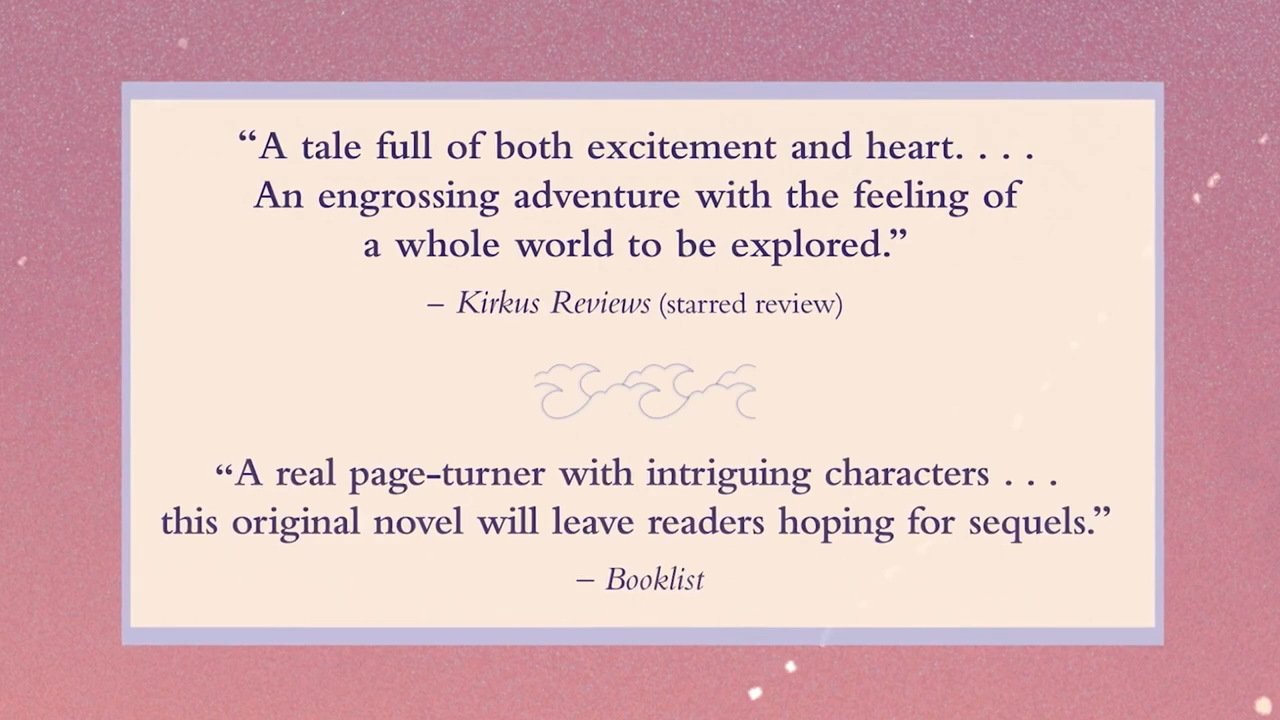 “A tale full of both excitement and heart. . . .
An engrossing adventure with the feeling of
a whole world to be explored.”
– Kirkus Reviews (starred review)
“A real page-turner with intriguing characters . . .
this original novel will leave readers hoping for sequels.”
– Booklist